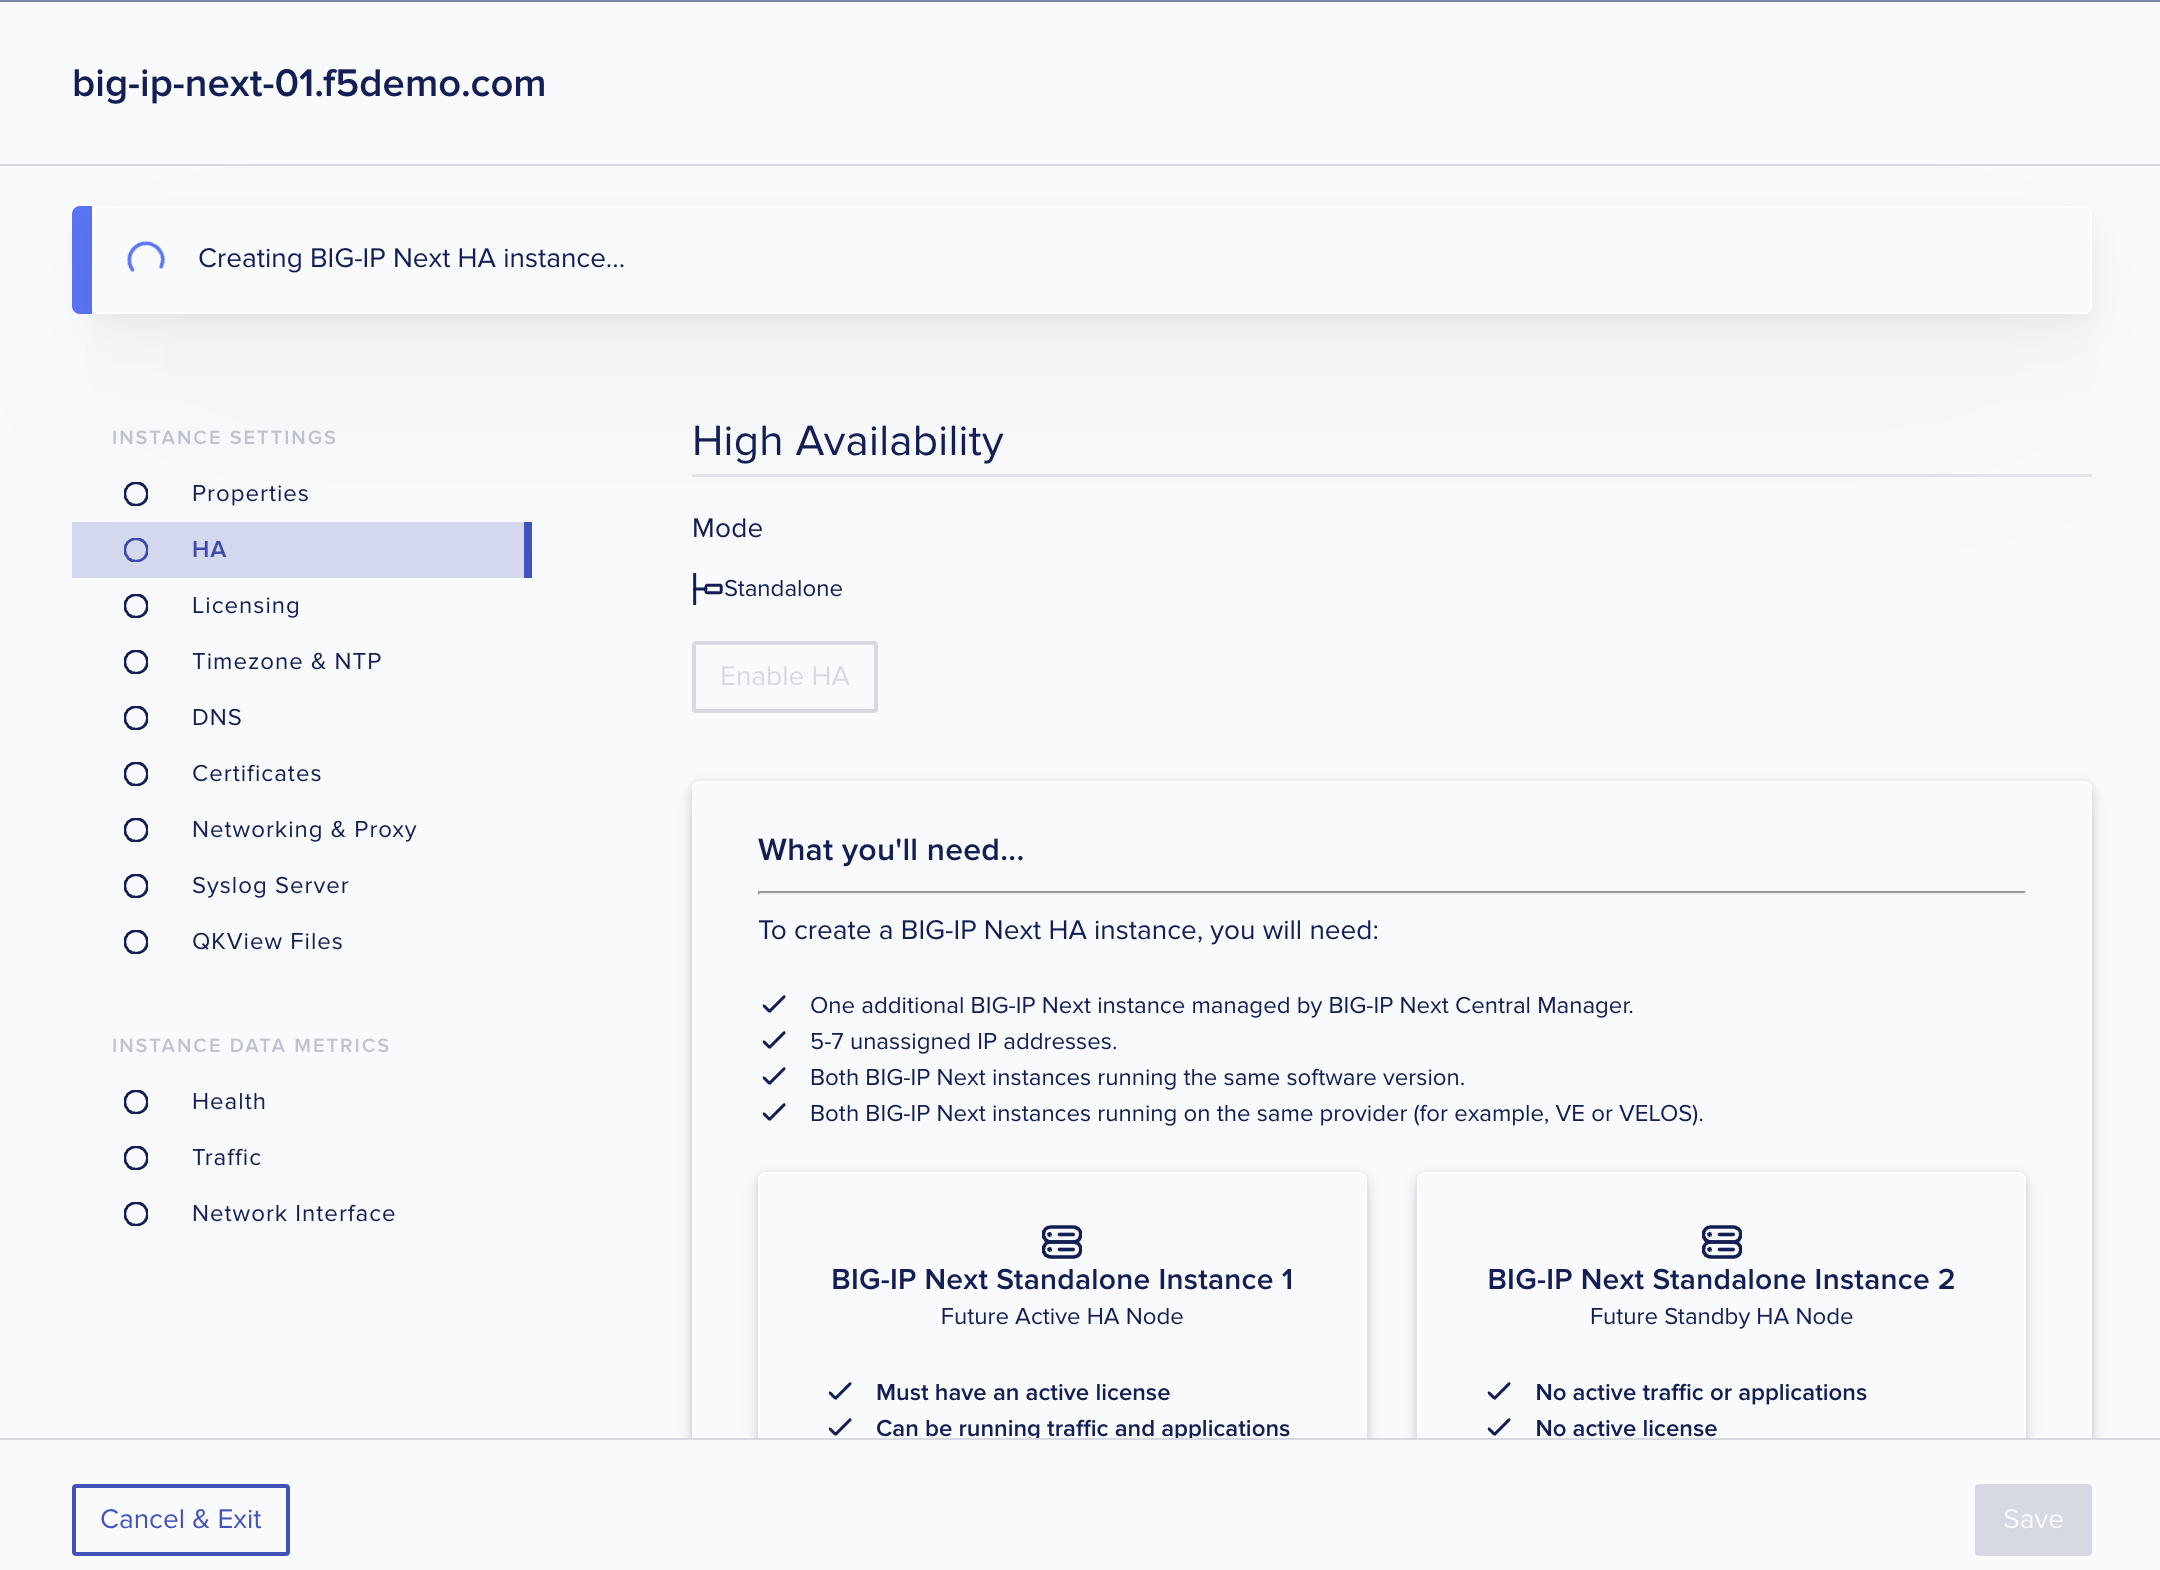 big-ip-next-01.f5demo.com
Creating BIG-IP Next HA instance...
INSTANCE SETTINGS
Properties
HA
Licensing
Timezone & NTP
DNS
Certificates
Networking & Proxy
Syslog Server
QKView Files
INSTANCE DATA METRICS
Health
Traffic
Network Interface
High Availability
Mode
Standalone
Enable HA
What you'll need...
To create a BIG-IP Next HA instance, you will need:
One additional BIG-IP Next instance managed by BIG-IP Next Central Manager.
5-7 unassigned IP addresses.
Both BIG-IP Next instances running the same software version.
Both BIG-IP Next instances running on the same provider (for example, VE or VELOS).
BIG-IP Next Standalone Instance 1
Future Active HA Node
Must have an active license
Can be running traffic and applications
BIG-IP Next Standalone Instance 2
Future Standby HA Node
No active traffic or applications
No active license
Cancel & Exit
Save